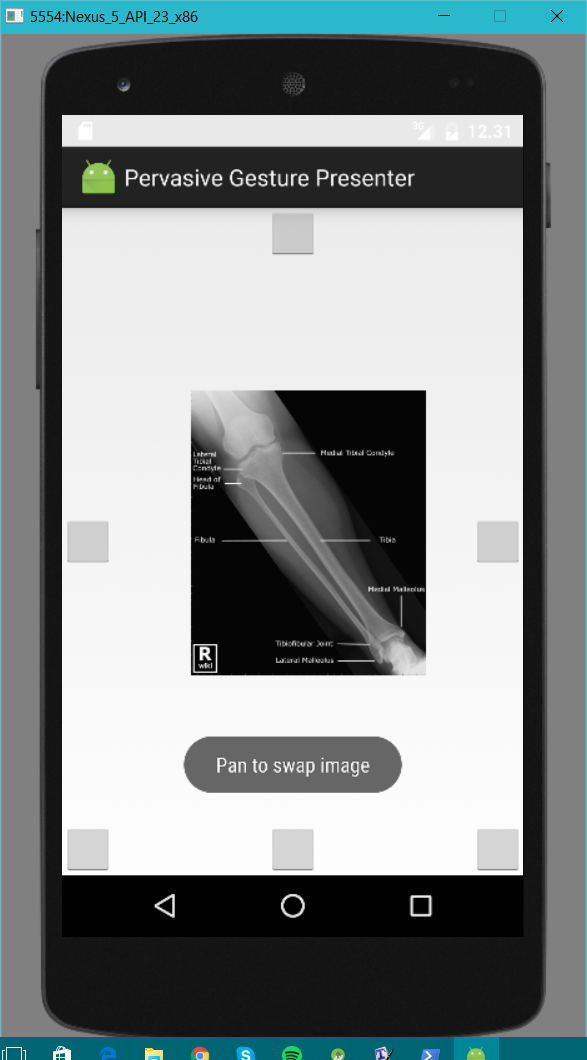 5554:Nexus_5_API_23_x86
3G 12.31
Pervasive Gesture Presenter
Lateral
Tibial
Condyle
Medial Tibial Condyle
Head of
Fibula
Fibula
Tibia
Medial Malleolus
Tibiofibular Joint
Lateral Malleolus
R
wiki
Pan to swap image